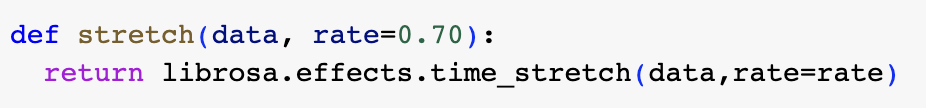 def stretch(data, rate=0.70):
  return librosa.effects.time_stretch(data,rate=rate)